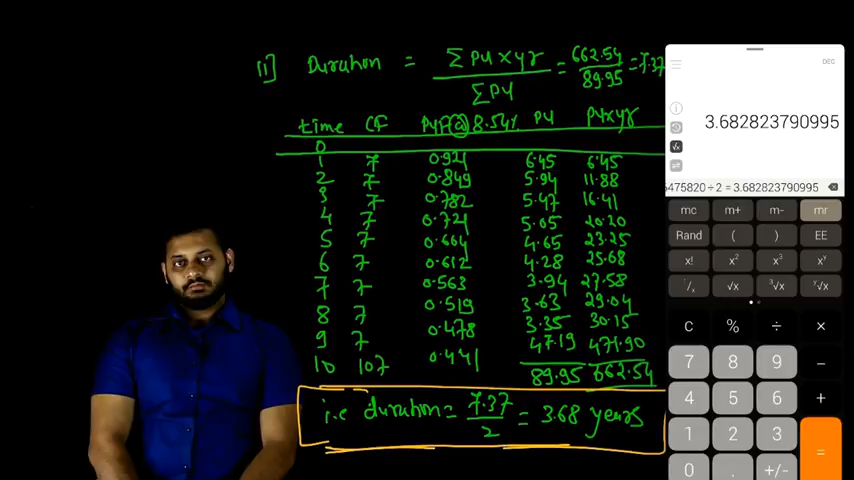 II] Duration = ΣPV×yr / ΣPV = 662.54 / 89.95 = 7.37
time CF PVF@8.54% PV PV×yr
0
1 7 0.921 6.45 6.45
2 7 0.849 5.94 11.88
3 7 0.782 5.47 16.41
4 7 0.721 5.05 20.20
5 7 0.664 4.65 23.25
6 7 0.612 4.28 25.68
7 7 0.563 3.94 27.58
8 7 0.519 3.63 29.04
9 7 0.478 3.35 30.15
10 107 0.441 47.19 471.90
89.95 662.54
i.e duration = 7.37 / 2 = 3.68 years
DEG
3.682823790995
6475820 ÷ 2 = 3.682823790995
mc m+ m- mr
Rand ( ) EE
x! x² x³ xʸ
¹/x √x ³√x ʸ√x
C % ÷ ×
7 8 9 −
4 5 6 +
1 2 3 =
0 . +/-